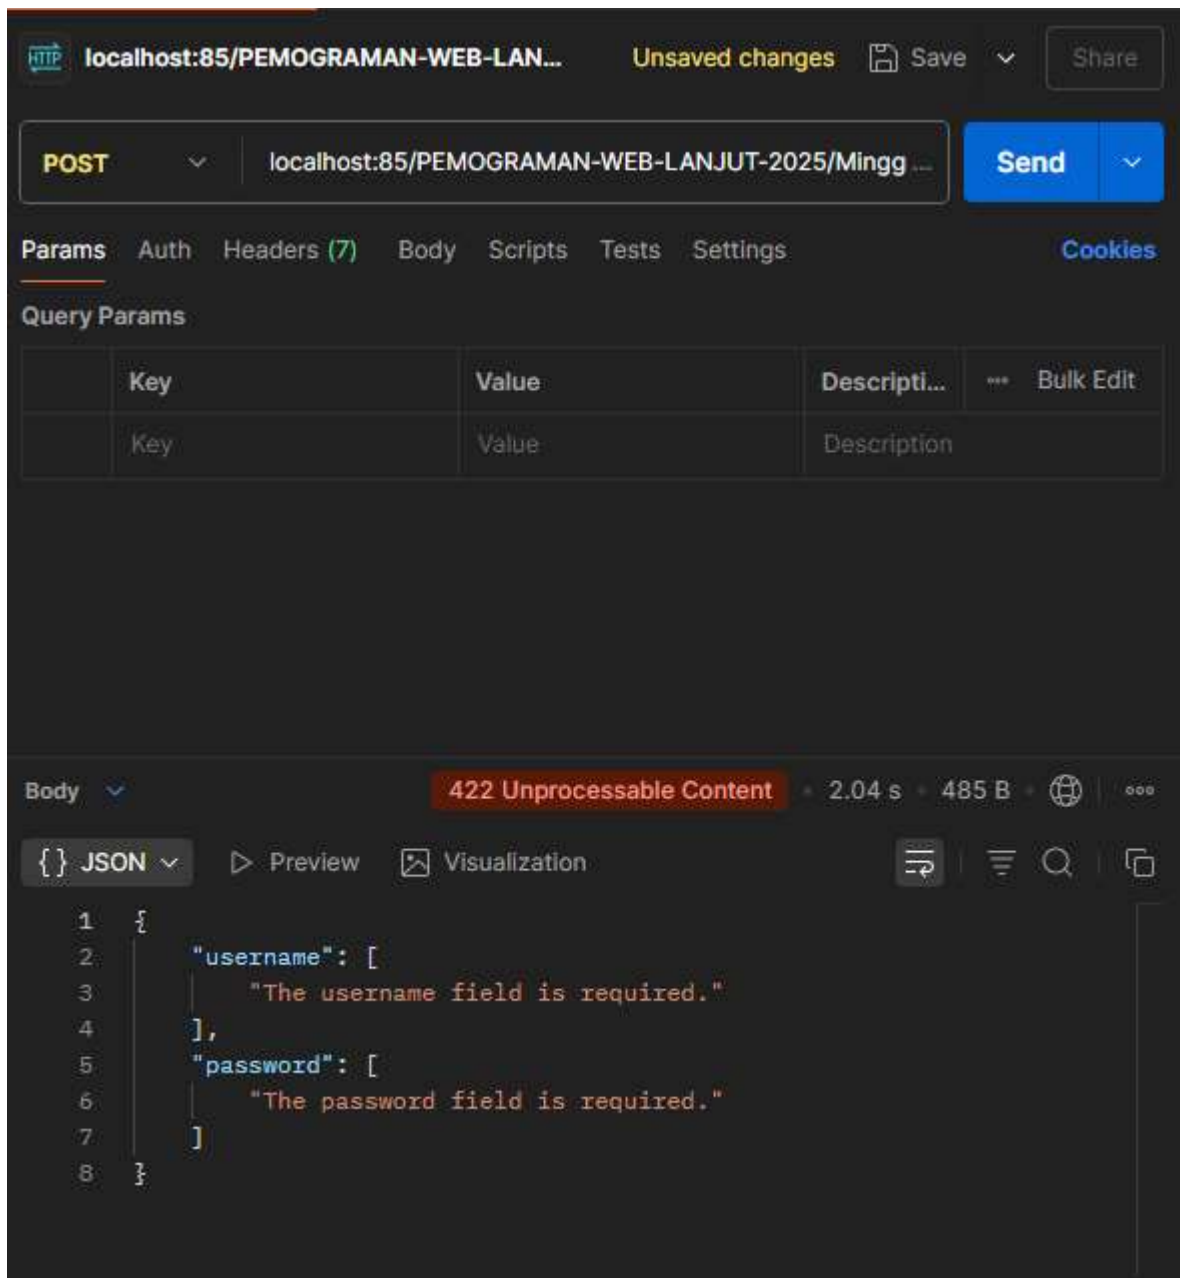 HTTP localhost:85/PEMOGRAMAN-WEB-LAN... Unsaved changes Save Share
POST localhost:85/PEMOGRAMAN-WEB-LANJUT-2025/Mingg ... Send
Params Auth Headers (7) Body Scripts Tests Settings Cookies
Query Params
Key Value Descripti... Bulk Edit
Key Value Description
Body 422 Unprocessable Content 2.04 s 485 B
{} JSON Preview Visualization
1 {
2 "username": [
3 "The username field is required."
4 ],
5 "password": [
6 "The password field is required."
7 ]
8 }